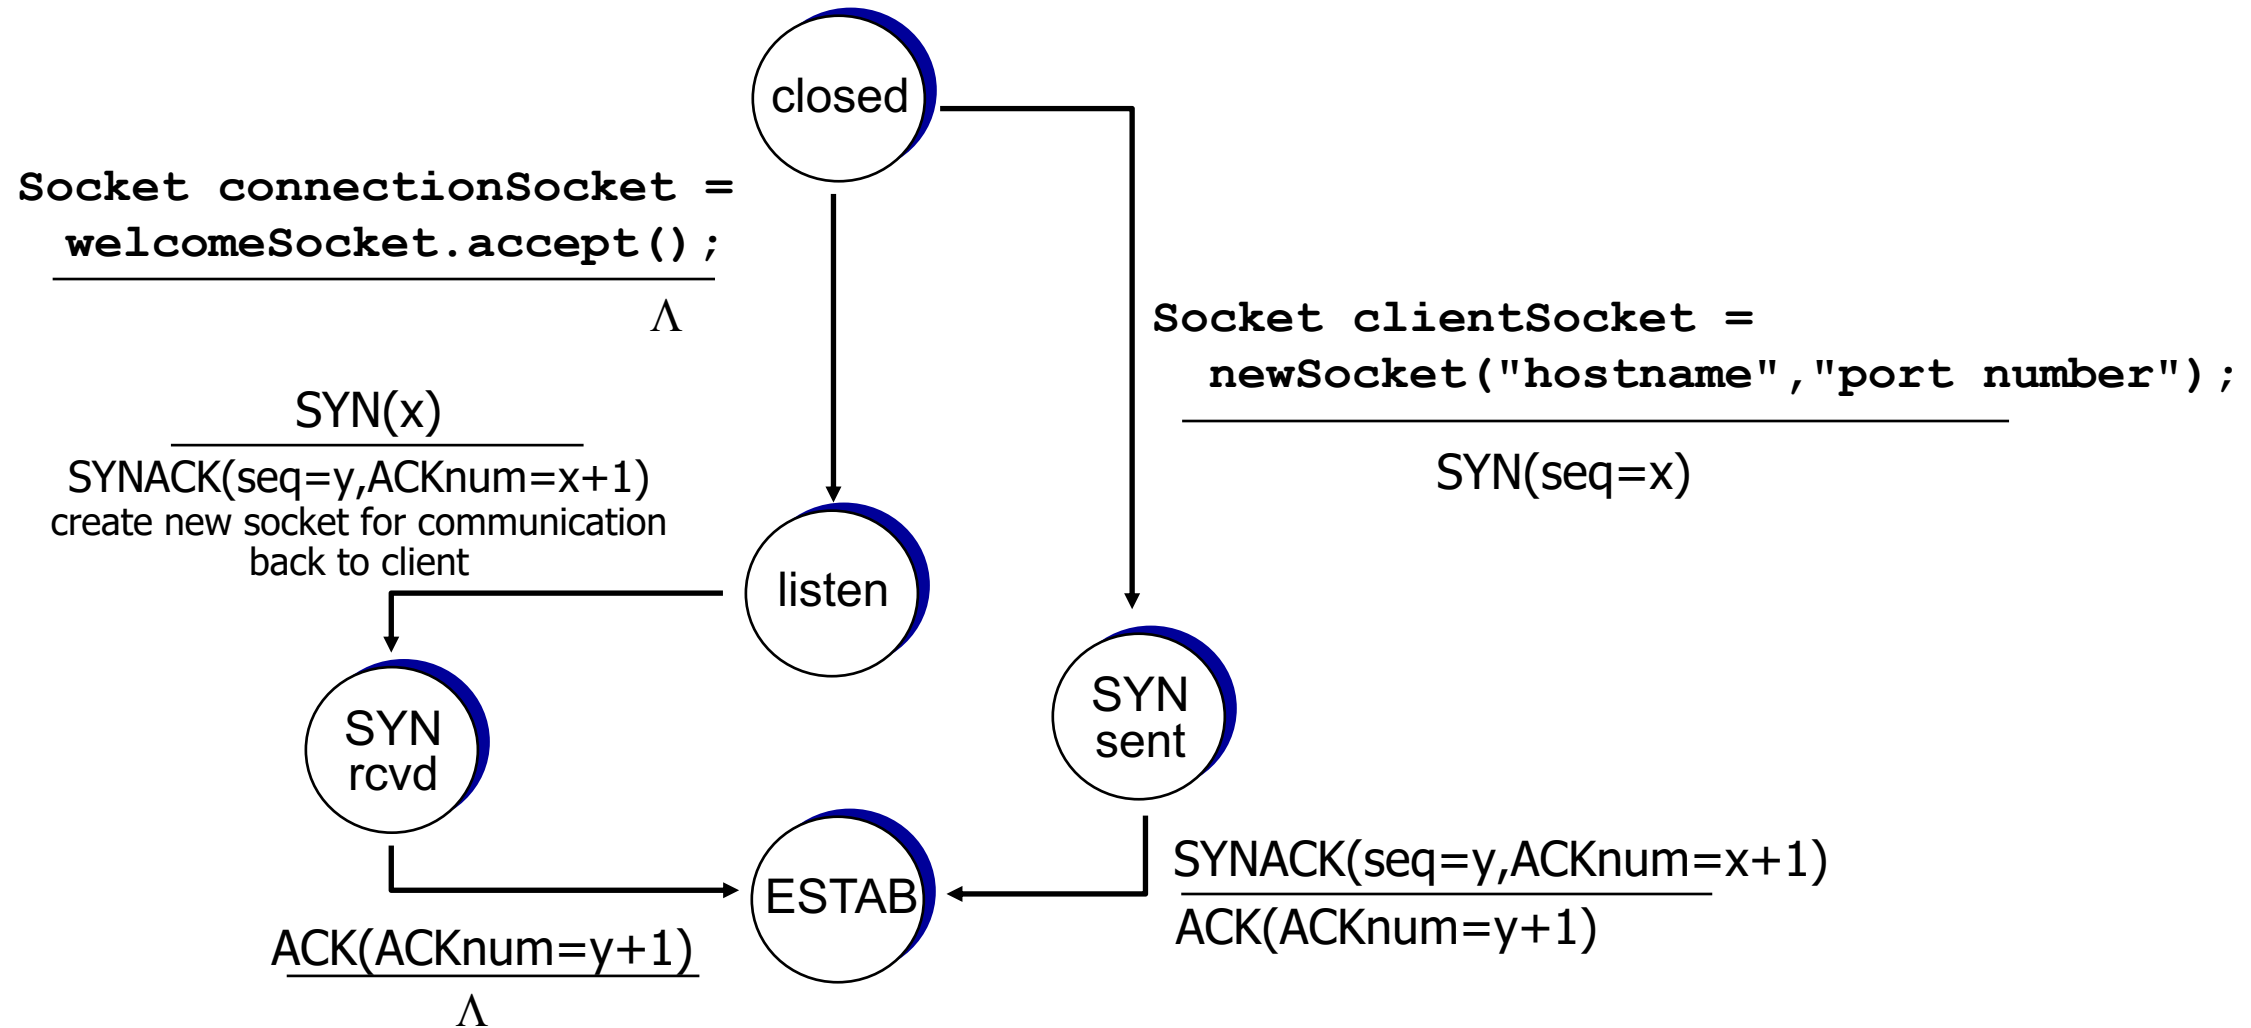 closed
Socket connectionSocket =
welcomeSocket.accept();
Λ
Socket clientSocket =
newSocket("hostname","port number");
SYN(seq=x)
SYN(x)
SYNACK(seq=y,ACKnum=x+1)
create new socket for communication
back to client
listen
SYN
rcvd
SYN
sent
ESTAB
SYNACK(seq=y,ACKnum=x+1)
ACK(ACKnum=y+1)
ACK(ACKnum=y+1)
Λ